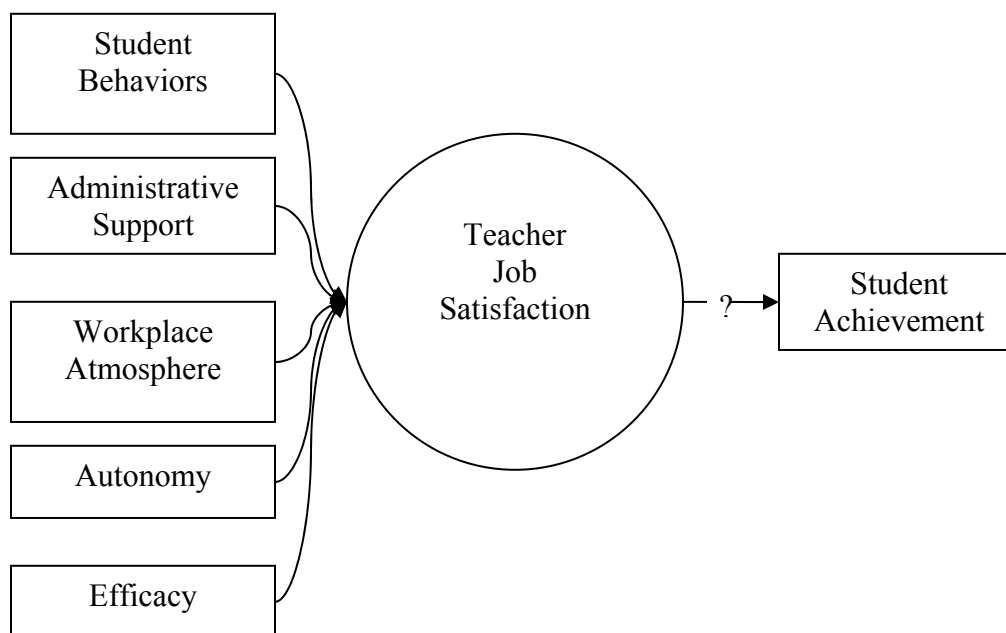 Student
Behaviors
Administrative
Support
Workplace
Atmosphere
Autonomy
Efficacy
Teacher
Job
Satisfaction
?
Student
Achievement